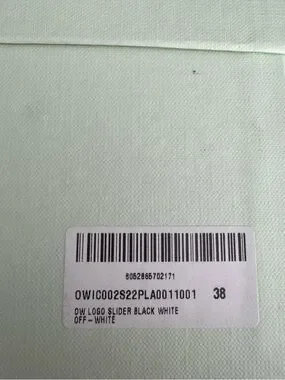 8052865702171
OWIC002S22PLA0011001 38
OW LOGO SLIDER BLACK WHITE
OFF-WHITE